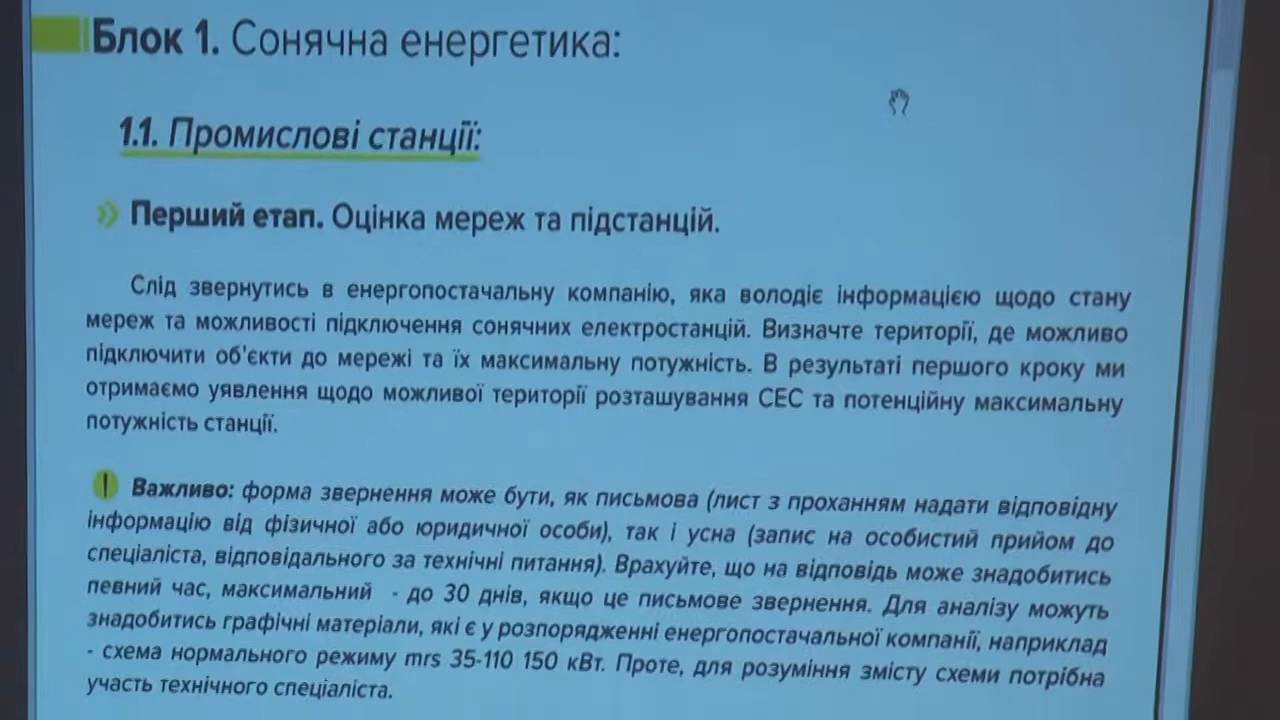 Блок 1. Сонячна енергетика:
1.1. Промислові станції:
» Перший етап. Оцінка мереж та підстанцій.
Слід звернутись в енергопостачальну компанію, яка володіє інформацією щодо стану
мереж та можливості підключення сонячних електростанцій. Визначте території, де можливо
підключити об'єкти до мережі та їх максимальну потужність. В результаті першого кроку ми
отримаємо уявлення щодо можливої території розташування СЕС та потенційну максимальну
потужність станції.
! Важливо: форма звернення може бути, як письмова (лист з проханням надати відповідну
інформацію від фізичної або юридичної особи), так і усна (запис на особистий прийом до
спеціаліста, відповідального за технічні питання). Врахуйте, що на відповідь може знадобитись
певний час, максимальний - до 30 днів, якщо це письмове звернення. Для аналізу можуть
знадобитись графічні матеріали, які є у розпорядженні енергопостачальної компанії, наприклад
- схема нормального режиму mrs 35-110 150 кВт. Проте, для розуміння змісту схеми потрібна
участь технічного спеціаліста.